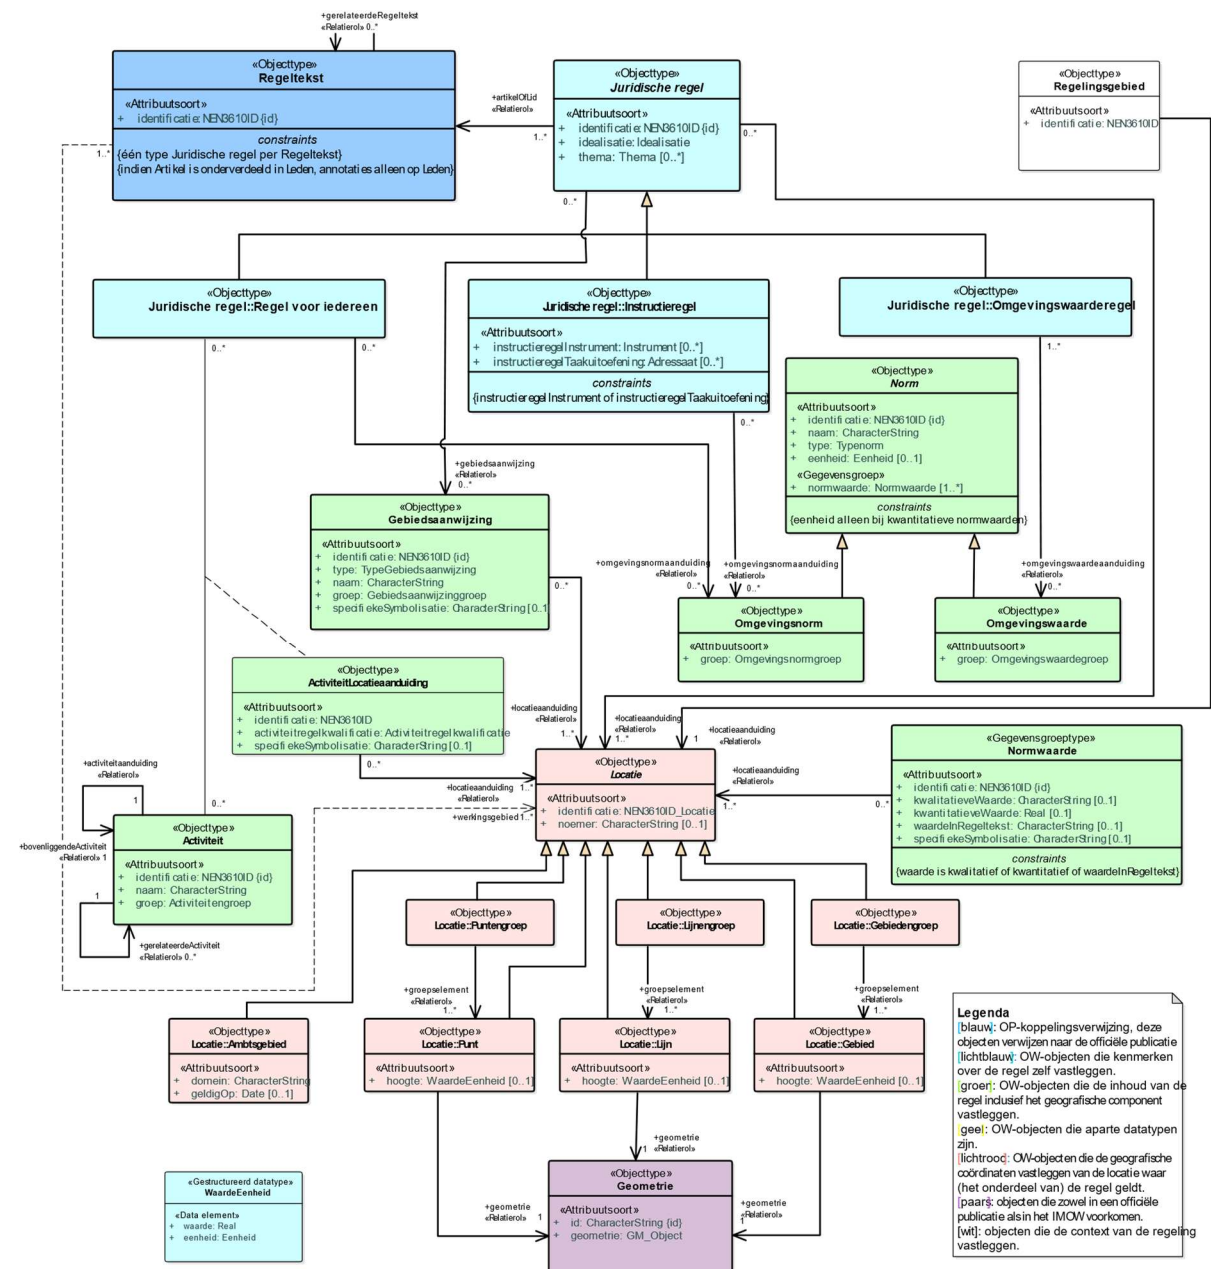 +gerelateerdeRegeltekst
«Relatierol» 0..*
«Objecttype»
Regeltekst
«Attribuutsoort»
+ identificatie: NEN3610ID {id}
constraints
{één type Juridische regel per Regeltekst}
{indien Artikel is onderverdeeld in Leden, annotaties alleen op Leden}
1..*
+artikelOfLid
«Relatierol»
1..*
«Objecttype»
Juridische regel
«Attribuutsoort»
+ identificatie: NEN3610ID {id}
+ idealisatie: Idealisatie
+ thema: Thema [0..*]
0..*
0..*
«Objecttype»
Regelingsgebied
«Attribuutsoort»
+ identificatie: NEN3610ID
«Objecttype»
Juridische regel::Regel voor iedereen
0..*
0..*
«Objecttype»
Juridische regel::Instructieregel
«Attribuutsoort»
+ instructieregelInstrument: Instrument [0..*]
+ instructieregelTaakuitoefening: Adressaat [0..*]
constraints
{instructieregelInstrument of instructieregelTaakuitoefening}
0..*
«Objecttype»
Juridische regel::Omgevingswaarderegel
1..*
«Objecttype»
Norm
«Attribuutsoort»
+ identificatie: NEN3610ID {id}
+ naam: CharacterString
+ type: Typenorm
+ eenheid: Eenheid [0..1]
«Gegevensgroep»
+ normwaarde: Normwaarde [1..*]
constraints
{eenheid alleen bij kwantitatieve normwaarden}
+gebiedsaanwijzing
«Relatierol»
0..*
«Objecttype»
Gebiedsaanwijzing
«Attribuutsoort»
+ identificatie: NEN3610ID {id}
+ type: TypeGebiedsaanwijzing
+ naam: CharacterString
+ groep: Gebiedsaanwijzinggroep
+ specifiekeSymbolisatie: CharacterString [0..1]
0..*
+omgevingsnormaanduiding
«Relatierol»
0..*
+omgevingsnormaanduiding
«Relatierol»
0..*
+omgevingswaardeaanduiding
«Relatierol»
0..*
«Objecttype»
Omgevingsnorm
«Attribuutsoort»
+ groep: Omgevingsnormgroep
«Objecttype»
Omgevingswaarde
«Attribuutsoort»
+ groep: Omgevingswaardegroep
«Objecttype»
ActiviteitLocatieaanduiding
«Attribuutsoort»
+ identificatie: NEN3610ID
+ activiteitregelkwalificatie: Activiteitregelkwalificatie
+ specifiekeSymbolisatie: CharacterString [0..1]
0..*
+locatieaanduiding
«Relatierol»
1..*
+locatieaanduiding
«Relatierol»
1..*
+locatieaanduiding
«Relatierol»
1
+locatieaanduiding
«Relatierol»
1..*
+locatieaanduiding
«Relatierol»
1..*
0..*
+werkingsgebied 1..*
«Objecttype»
Locatie
«Attribuutsoort»
+ identificatie: NEN3610ID_Locatie
+ noemer: CharacterString [0..1]
«Gegevensgroeptype»
Normwaarde
«Attribuutsoort»
+ identificatie: NEN3610ID {id}
+ kwalitatieveWaarde: CharacterString [0..1]
+ kwantitatieveWaarde: Real [0..1]
+ waardeInRegeltekst: CharacterString [0..1]
+ specifiekeSymbolisatie: CharacterString [0..1]
constraints
{waarde is kwalitatief of kwantitatief of waardeInRegeltekst}
+activiteitaanduiding
«Relatierol»
1
0..*
+bovenliggendeActiviteit
«Relatierol» 1
«Objecttype»
Activiteit
«Attribuutsoort»
+ identificatie: NEN3610ID {id}
+ naam: CharacterString
+ groep: Activiteitengroep
1
+gerelateerdeActiviteit
«Relatierol» 0..*
«Objecttype»
Locatie::Puntengroep
«Objecttype»
Locatie::Lijnengroep
«Objecttype»
Locatie::Gebiedengroep
+groepselement
«Relatierol»
1..*
+groepselement
«Relatierol»
1..*
+groepselement
«Relatierol»
1..*
«Objecttype»
Locatie::Ambtsgebied
«Attribuutsoort»
+ domein: CharacterString
+ geldigOp: Date [0..1]
«Objecttype»
Locatie::Punt
«Attribuutsoort»
+ hoogte: WaardeEenheid [0..1]
«Objecttype»
Locatie::Lijn
«Attribuutsoort»
+ hoogte: WaardeEenheid [0..1]
«Objecttype»
Locatie::Gebied
«Attribuutsoort»
+ hoogte: WaardeEenheid [0..1]
+geometrie
«Relatierol»
1
+geometrie
«Relatierol»
1
+geometrie
«Relatierol»
1
«Objecttype»
Geometrie
«Attribuutsoort»
+ id: CharacterString {id}
+ geometrie: GM_Object
«Gestructureerd datatype»
WaardeEenheid
«Data element»
+ waarde: Real
+ eenheid: Eenheid
Legenda
[blauw]: OP-koppelingsverwijzing, deze
objecten verwijzen naar de officiële publicatie
[lichtblauw]: OW-objecten die kenmerken
over de regel zelf vastleggen.
[groen]: OW-objecten die de inhoud van de
regel inclusief het geografische component
vastleggen.
[geel]: OW-objecten die aparte datatypen
zijn.
[lichtrood]: OW-objecten die de geografische
coördinaten vastleggen van de locatie waar
(het onderdeel van) de regel geldt.
[paars]: objecten die zowel in een officiële
publicatie als in het IMOW voorkomen.
[wit]: objecten die de context van de regeling
vastleggen.